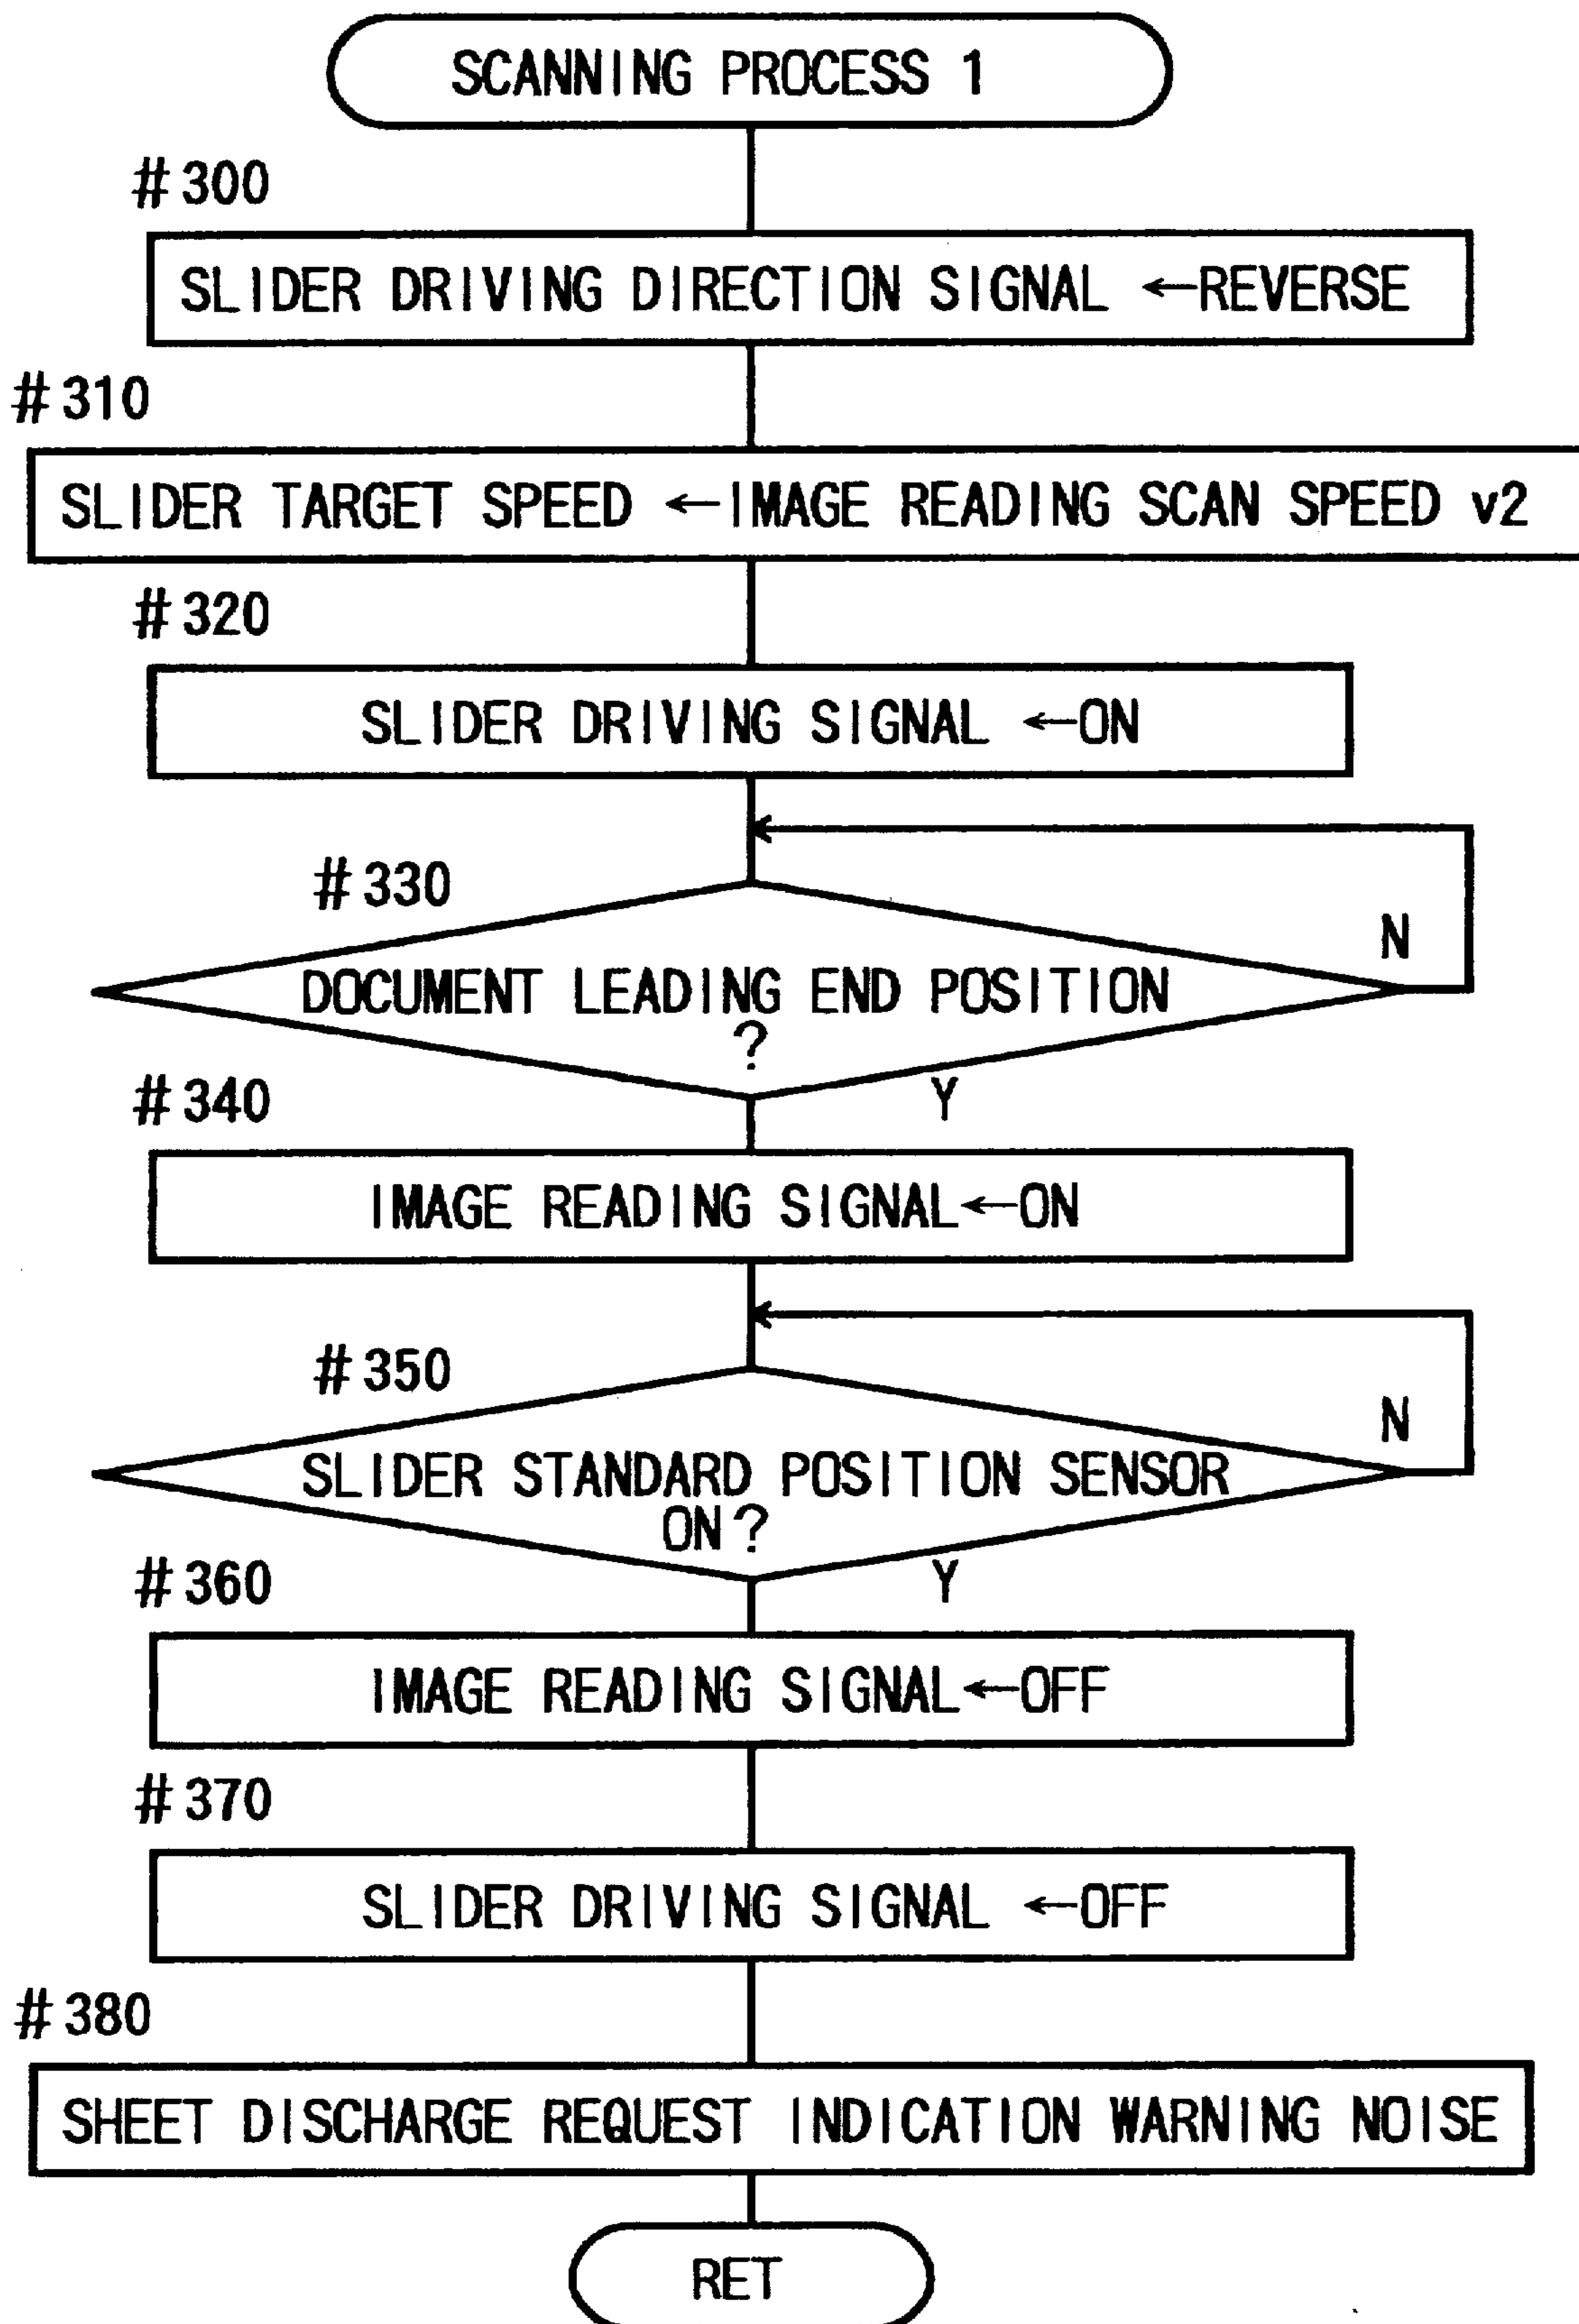 SCANNING PROCESS 1
#300
SLIDER DRIVING DIRECTION SIGNAL ←REVERSE
#310
SLIDER TARGET SPEED ←IMAGE READING SCAN SPEED v2
#320
SLIDER DRIVING SIGNAL ←ON
#330
N
DOCUMENT LEADING END POSITION
?
#340
Y
IMAGE READING SIGNAL←ON
#350
N
SLIDER STANDARD POSITION SENSOR
ON?
#360
Y
IMAGE READING SIGNAL←OFF
#370
SLIDER DRIVING SIGNAL ←OFF
#380
SHEET DISCHARGE REQUEST INDICATION WARNING NOISE
RET